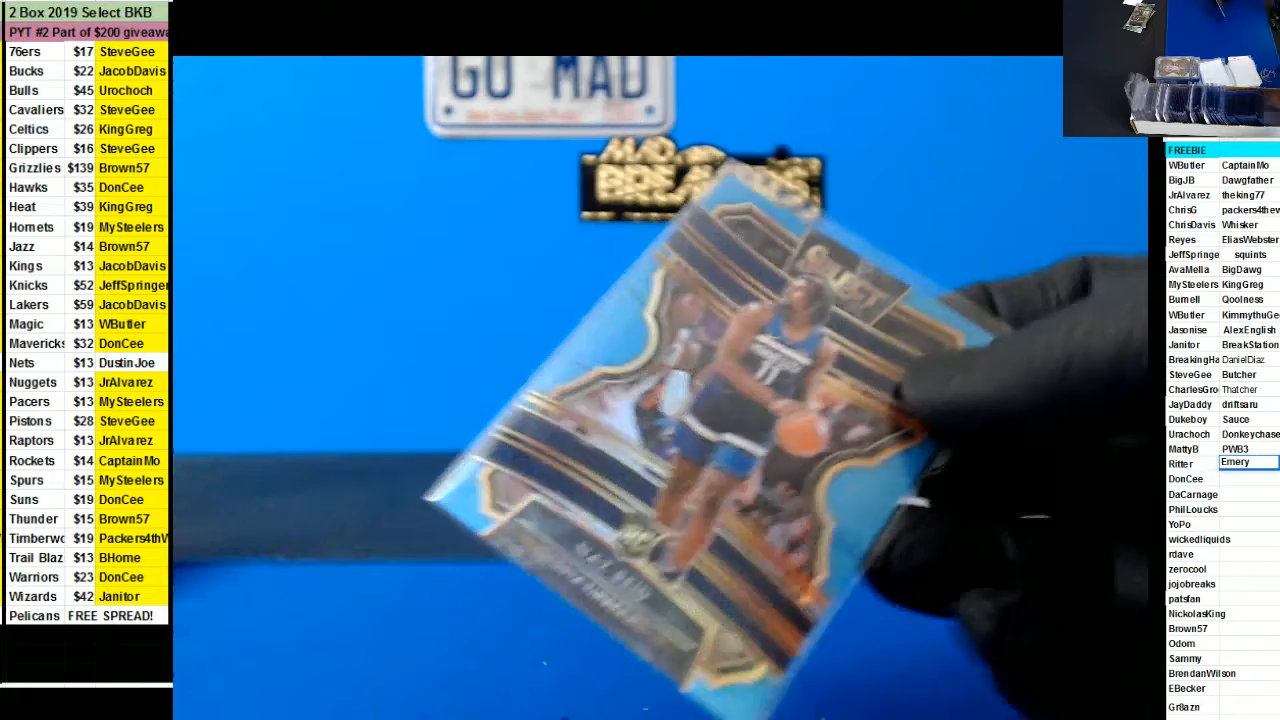 2 Box 2019 Select BKB
PYT #2 Part of $200 giveawa
76ers $17 SteveGee
Bucks $22 JacobDavis
Bulls $45 Urochoch
Cavaliers $32 SteveGee
Celtics $26 KingGreg
Clippers $16 SteveGee
Grizzlies $139 Brown57
Hawks $35 DonCee
Heat $39 KingGreg
Hornets $19 MySteelers
Jazz $14 Brown57
Kings $13 JacobDavis
Knicks $52 JeffSpringer
Lakers $59 JacobDavis
Magic $13 WButler
Mavericks $32 DonCee
Nets $13 DustinJoe
Nuggets $13 JrAlvarez
Pacers $13 MySteelers
Pistons $28 SteveGee
Raptors $13 JrAlvarez
Rockets $14 CaptainMo
Spurs $15 MySteelers
Suns $19 DonCee
Thunder $15 Brown57
Timberwo $19 Packers4thW
Trail Blaz $13 BHome
Warriors $23 DonCee
Wizards $42 Janitor
Pelicans FREE SPREAD!
GO MAD
MAD
BREAKERS
SELECT
FREEBIE
WButler CaptainMo
BigJB Dawgfather
JrAlvarez theking77
ChrisG packers4thew
ChrisDavis Whisker
Reyes EliasWebster
JeffSpringe squints
AvaMella BigDawg
MySteelers KingGreg
Burnell Qoolness
WButler KimmythuGe
Jasonise AlexEnglish
Janitor BreakStation
BreakingHa DanielDiaz
SteveGee Butcher
CharlesGro Thatcher
JayDaddy driftsaru
Dukeboy Sauce
Urachoch Donkeychase
MattyB PWB3
Ritter Emery
DonCee
DaCarnage
PhilLoucks
YoPo
wickedliquids
rdave
zerocool
jojobreaks
patsfan
NickolasKing
Brown57
Odom
Sammy
BrendanWilson
EBecker
Gr8azn